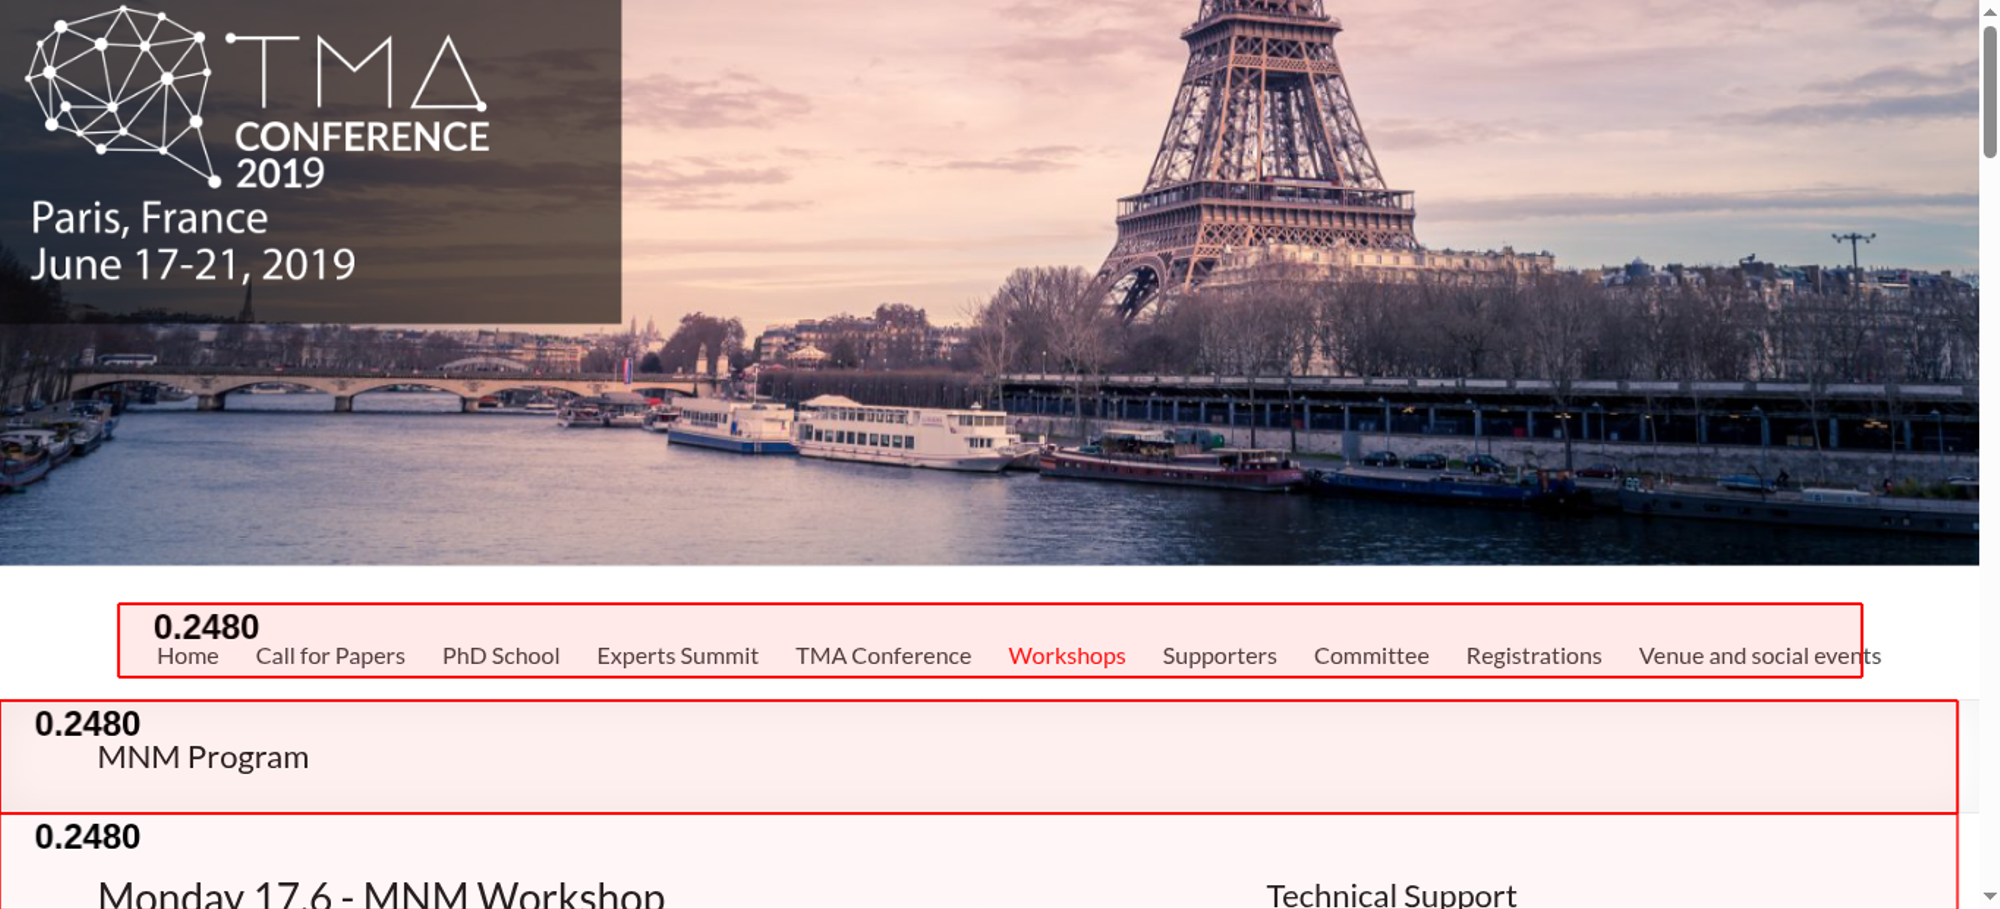 TMA
CONFERENCE
2019
Paris, France
June 17-21, 2019
0.2480
Home Call for Papers PhD School Experts Summit TMA Conference Workshops Supporters Committee Registrations Venue and social events
0.2480
MNM Program
0.2480
Monday 17.6 - MNM Workshop
Technical Support